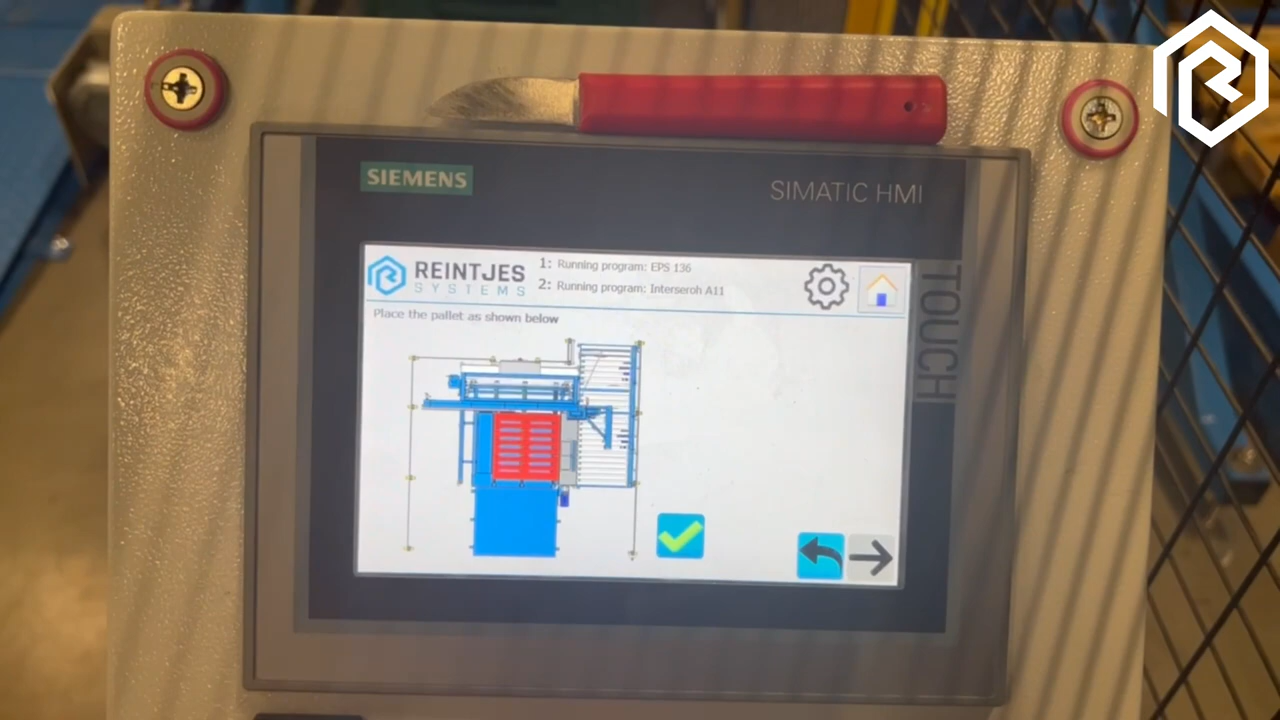 SIEMENS
SIMATIC HMI
TOUCH
REINTJES
SYSTEMS
1: Running program: EPS 136
2: Running program: Interseroh A11
Place the pallet as shown below